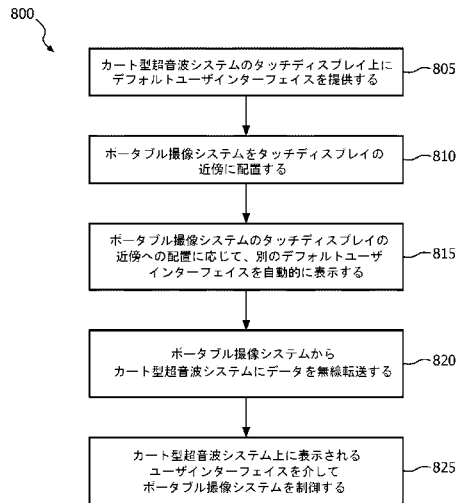 800
カート型超音波システムのタッチディスプレイ上に
デフォルトユーザインターフェイスを提供する
805
ポータブル撮像システムをタッチディスプレイの
近傍に配置する
810
ポータブル撮像システムのタッチディスプレイの
近傍への配置に応じて、別のデフォルトユーザ
インターフェイスを自動的に表示する
815
ポータブル撮像システムから
カート型超音波システムにデータを無線転送する
820
カート型超音波システム上に表示される
ユーザインターフェイスを介して
ポータブル撮像システムを制御する
825